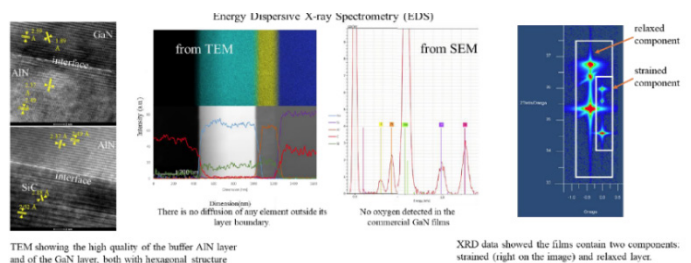 Energy Dispersive X-ray Spectrometry (EDS)
GaN
interface
AlN
AlN
interface
SiC
from TEM
Intensity (a.u.)
Dimension(nm)
There is no diffusion of any element outside its
layer boundary.
from SEM
No oxygen detected in the
commercial GaN films
relaxed
component
strained
component
TEM showing the high quality of the buffer AlN layer
and of the GaN layer, both with hexagonal structure
XRD data showed the films contain two components:
strained (right on the image) and relaxed layer.